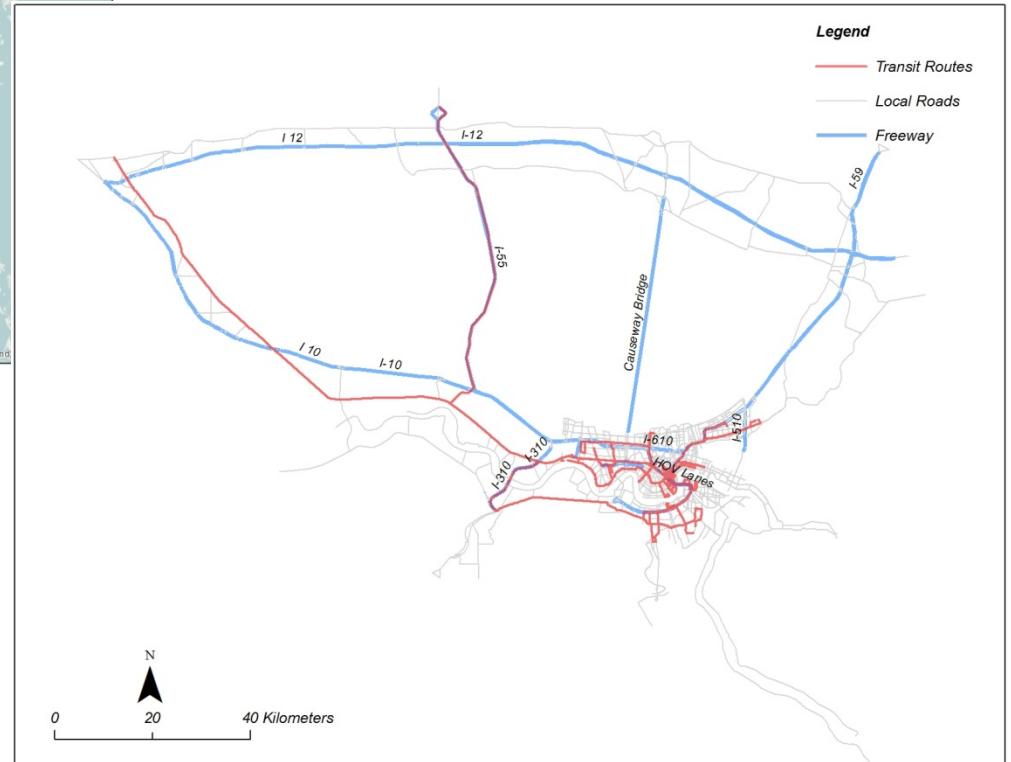 Legend
Transit Routes
Local Roads
Freeway
I 12
I-12
I-59
I-55
Causeway Bridge
I 10
I-10
I-310
I-310
I-610
I-510
HOV Lanes
N
0 20 40 Kilometers